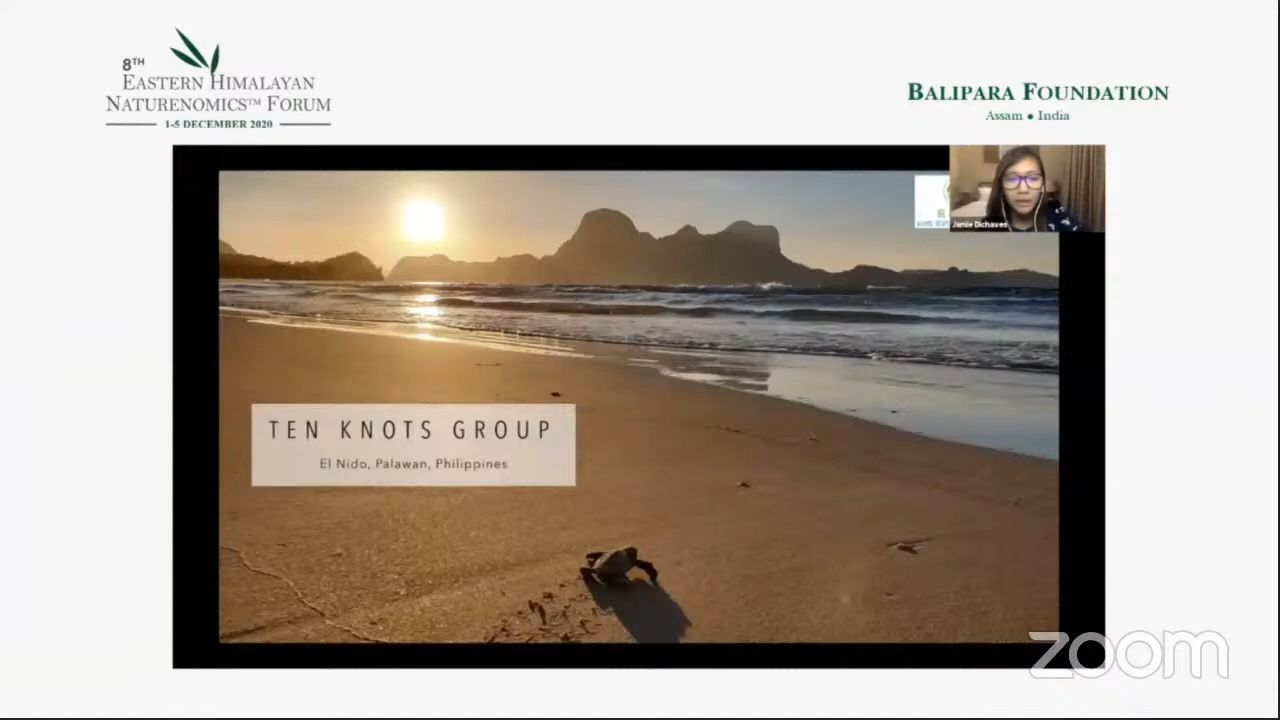 8TH
EASTERN HIMALAYAN
NATURENOMICS™ FORUM
1-5 DECEMBER 2020
BALIPARA FOUNDATION
Assam • India
Jamie Dichaves
TEN KNOTS GROUP
El Nido, Palawan, Philippines
zoom